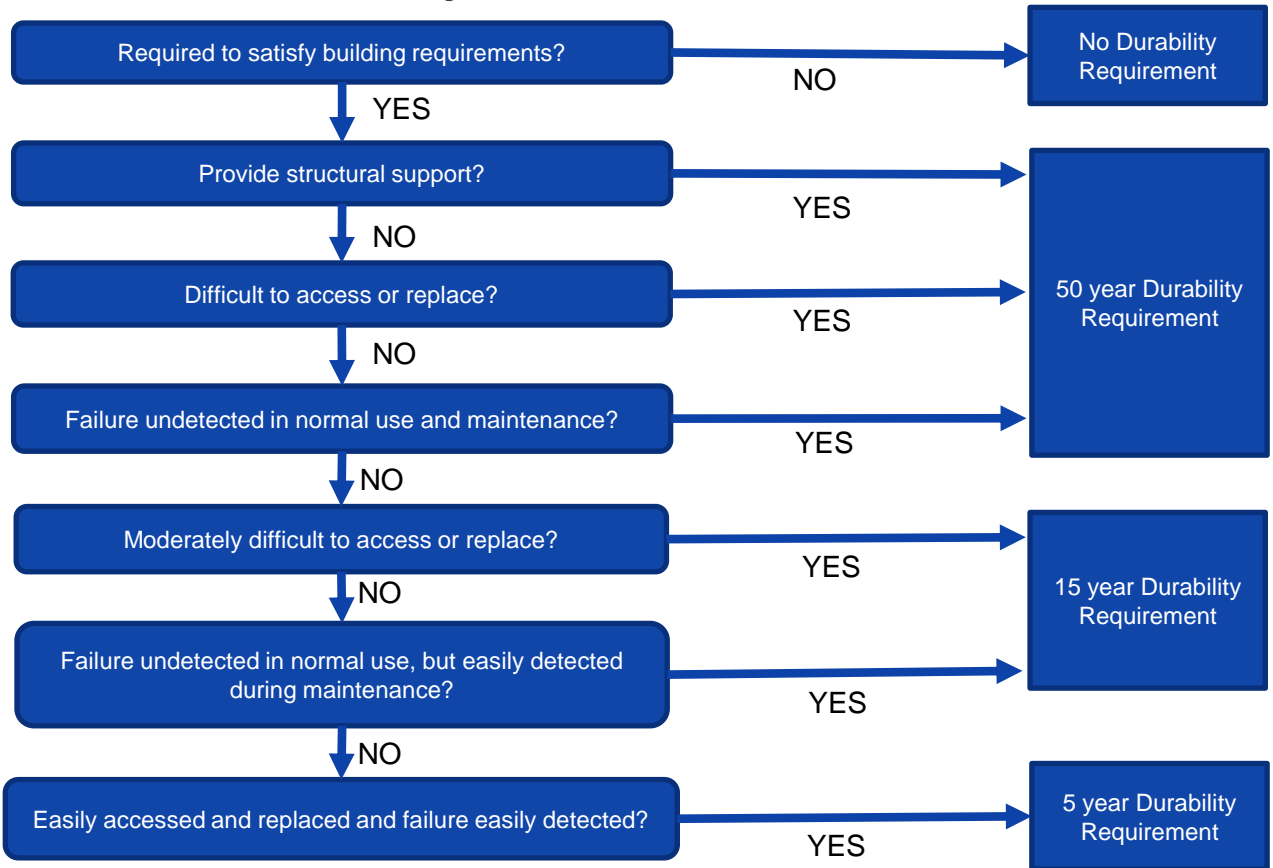 Required to satisfy building requirements?
No Durability
Requirement
NO
YES
Provide structural support?
YES
NO
Difficult to access or replace?
YES
50 year Durability
Requirement
NO
Failure undetected in normal use and maintenance?
YES
NO
Moderately difficult to access or replace?
YES
15 year Durability
Requirement
NO
Failure undetected in normal use, but easily detected
during maintenance?
YES
NO
Easily accessed and replaced and failure easily detected?
YES
5 year Durability
Requirement